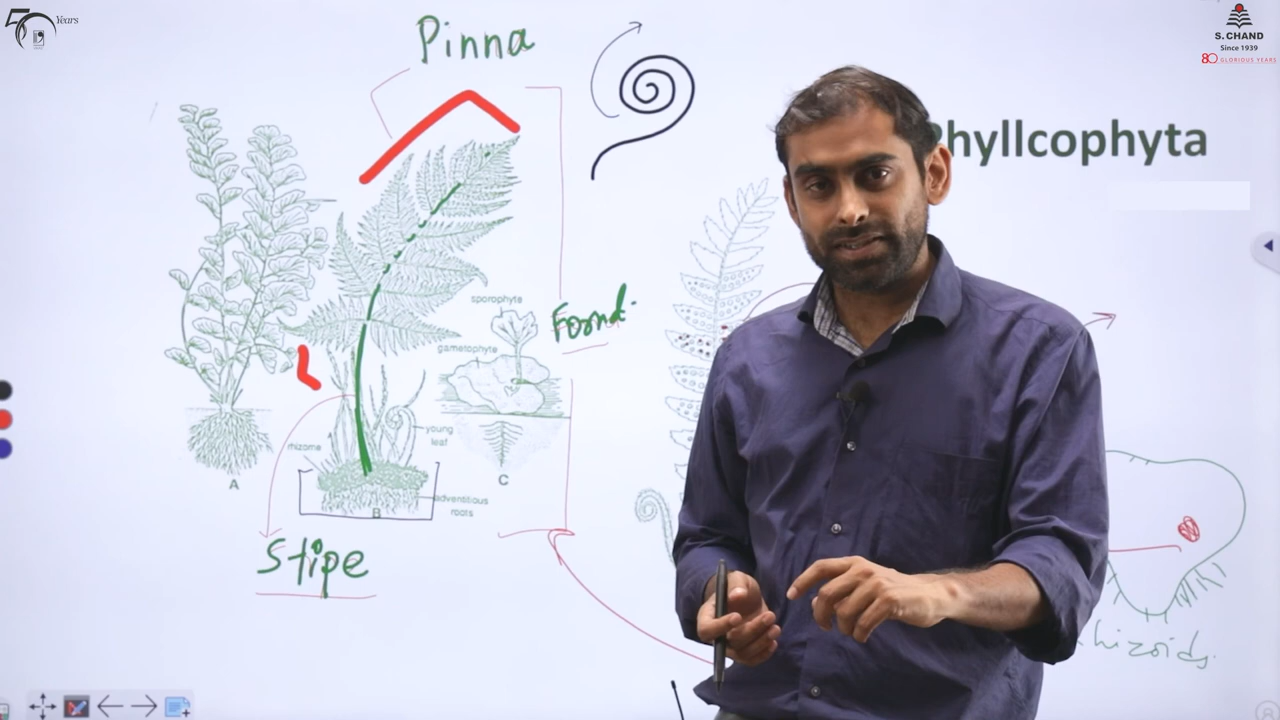 50 Years
S. CHAND
Since 1939
80 GLORIOUS YEARS
Pinna
hyllcophyta
sporophyte
Fornd
gametophyte
young
leaf
rhizome
A
C
adventitious
roots
B
Stipe
hizoids